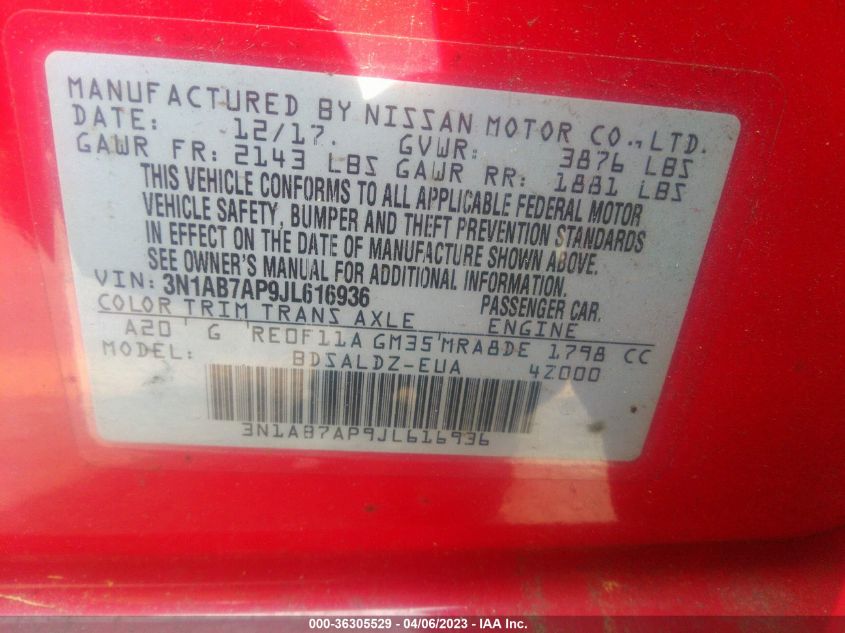 MANUFACTURED BY NISSAN MOTOR CO., LTD.
DATE: 12/17. GVWR: 3876 LBS
GAWR FR: 2143 LBS GAWR RR: 1881 LBS
THIS VEHICLE CONFORMS TO ALL APPLICABLE FEDERAL MOTOR
VEHICLE SAFETY, BUMPER AND THEFT PREVENTION STANDARDS
IN EFFECT ON THE DATE OF MANUFACTURE SHOWN ABOVE.
SEE OWNER'S MANUAL FOR ADDITIONAL INFORMATION.
VIN: 3N1AB7AP9JL616936 PASSENGER CAR.
COLOR TRIM TRANS AXLE ENGINE
A20 G RE0F11A GM35 MRA8DE 1798 CC
MODEL: BDSALDZ-EUA 4Z000
3N1AB7AP9JL616936
000-36305529 - 04/06/2023 - IAA Inc.